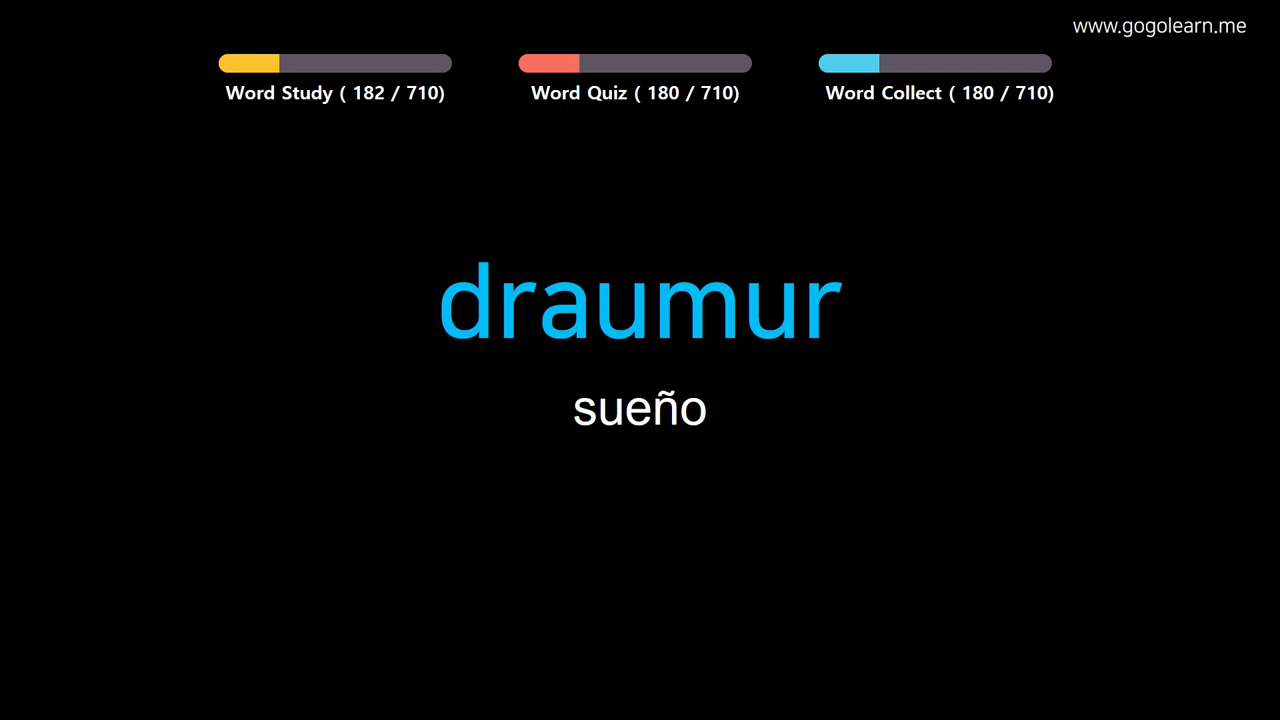 www.gogolearn.me
Word Study ( 182 / 710)
Word Quiz ( 180 / 710)
Word Collect ( 180 / 710)
draumur
sueño